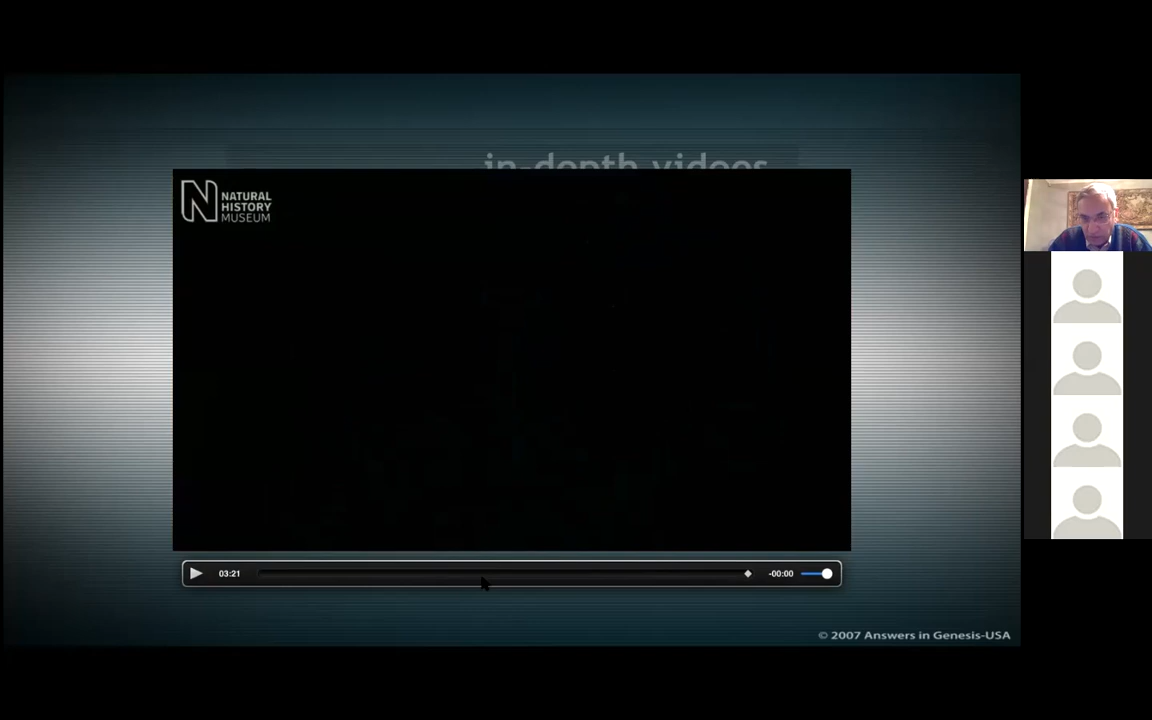 in-depth videos
NATURAL
HISTORY
MUSEUM
03:21
-00:00
© 2007 Answers in Genesis-USA